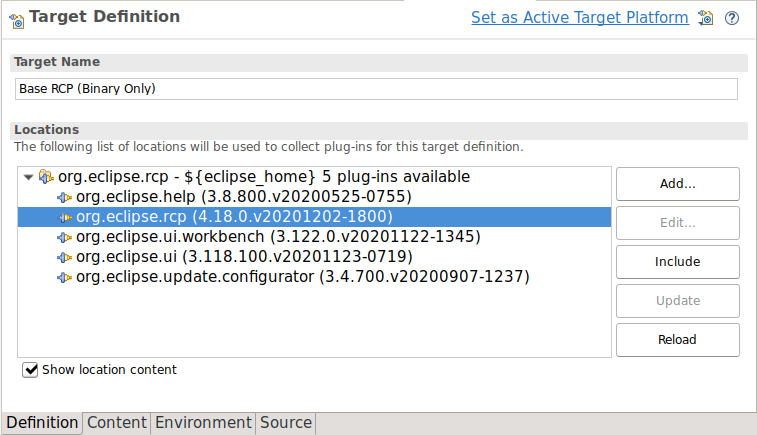 Target Definition
Set as Active Target Platform
Target Name
Base RCP (Binary Only)
Locations
The following list of locations will be used to collect plug-ins for this target definition.
org.eclipse.rcp - ${eclipse_home} 5 plug-ins available
org.eclipse.help (3.8.800.v20200525-0755)
org.eclipse.rcp (4.18.0.v20201202-1800)
org.eclipse.ui.workbench (3.122.0.v20201122-1345)
org.eclipse.ui (3.118.100.v20201123-0719)
org.eclipse.update.configurator (3.4.700.v20200907-1237)
Add...
Edit...
Include
Update
Reload
Show location content
Definition Content Environment Source